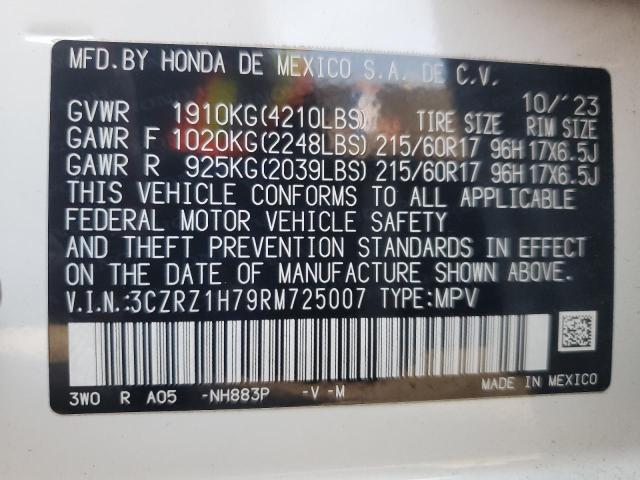 MFD.BY HONDA DE MEXICO S.A. DE C.V.
10/'23
GVWR 1910KG(4210LBS) TIRE SIZE RIM SIZE
GAWR F 1020KG(2248LBS) 215/60R17 96H 17X6.5J
GAWR R 925KG(2039LBS) 215/60R17 96H 17X6.5J
THIS VEHICLE CONFORMS TO ALL APPLICABLE
FEDERAL MOTOR VEHICLE SAFETY
AND THEFT PREVENTION STANDARDS IN EFFECT
ON THE DATE OF MANUFACTURE SHOWN ABOVE.
V.I.N.:3CZRZ1H79RM725007 TYPE:MPV
3W0 R A05 -NH883P -V -M MADE IN MEXICO